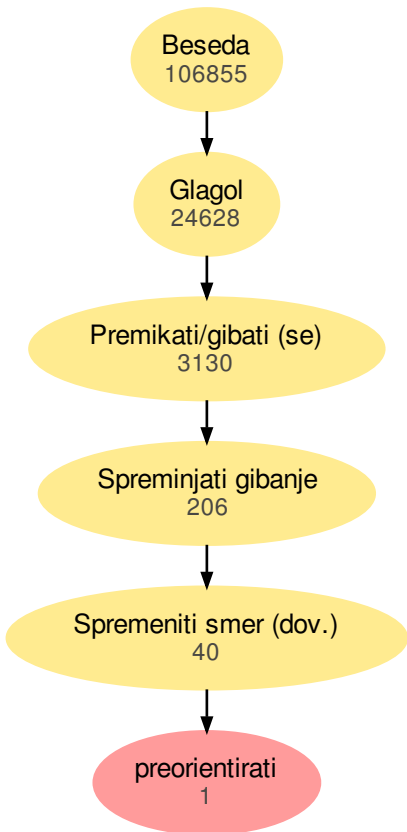 Beseda
106855
Glagol
24628
Premikati/gibati (se)
3130
Spreminjati gibanje
206
Spremeniti smer (dov.)
40
preorientirati
1